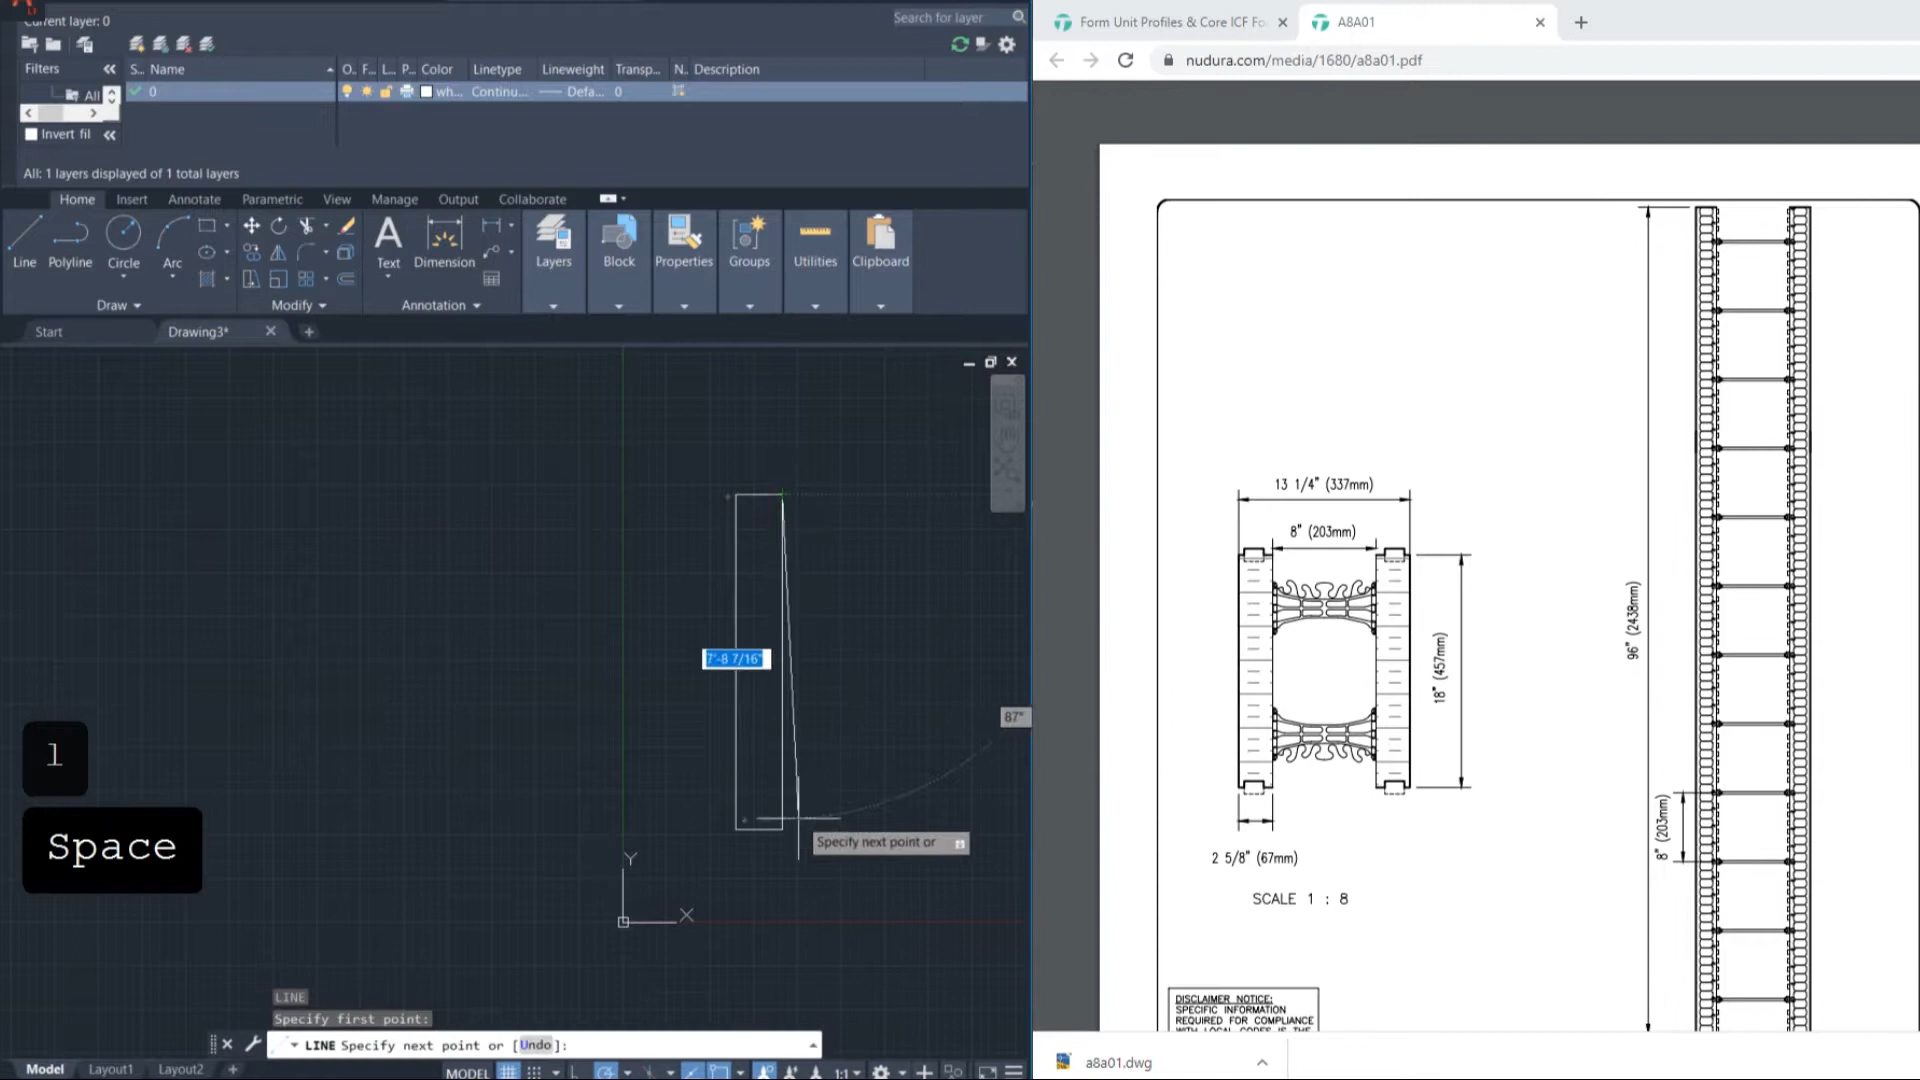 Current layer: 0
Search for layer
Filters
S... Name
O.. F... L... P... Color Linetype Lineweight Transp... N.. Description
All
0
wh... Continu... Defa... 0
Invert fil
All: 1 layers displayed of 1 total layers
Home Insert Annotate Parametric View Manage Output Collaborate
Line Polyline Circle Arc
Text Dimension
Layers Block Properties Groups Utilities Clipboard
Draw Modify Annotation
Start Drawing3*
7'-8 7/16"
87°
Specify next point or
Y
X
l
Space
LINE
Specify first point:
LINE Specify next point or [Undo]:
Model Layout1 Layout2 +
MODEL 1:1
Form Unit Profiles & Core ICF Fo
A8A01
nudura.com/media/1680/a8a01.pdf
13 1/4" (337mm)
8" (203mm)
18" (457mm)
2 5/8" (67mm)
SCALE 1 : 8
96" (2438mm)
8" (203mm)
DISCLAIMER NOTICE:
SPECIFIC INFORMATION
REQUIRED FOR COMPLIANCE
WITH LOCAL CODES IS THE
a8a01.dwg